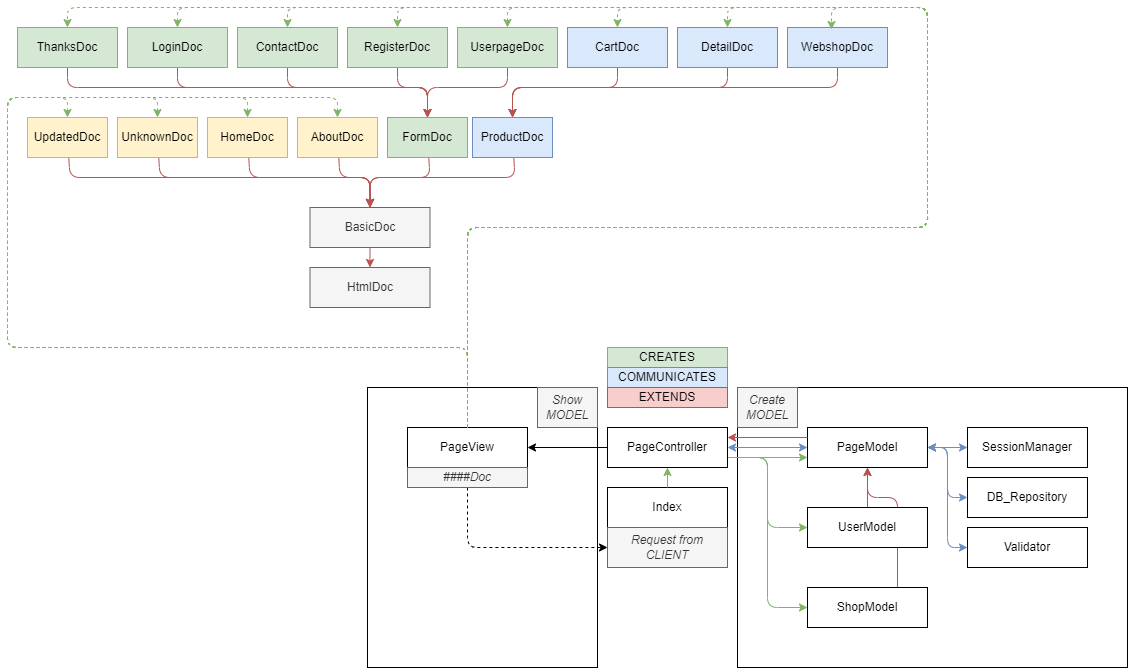 ThanksDoc
LoginDoc
ContactDoc
RegisterDoc
UserpageDoc
CartDoc
DetailDoc
WebshopDoc
UpdatedDoc
UnknownDoc
HomeDoc
AboutDoc
FormDoc
ProductDoc
BasicDoc
HtmlDoc
CREATES
COMMUNICATES
EXTENDS
Show
MODEL
Create
MODEL
PageView
####Doc
PageController
Index
Request from
CLIENT
PageModel
UserModel
ShopModel
SessionManager
DB_Repository
Validator